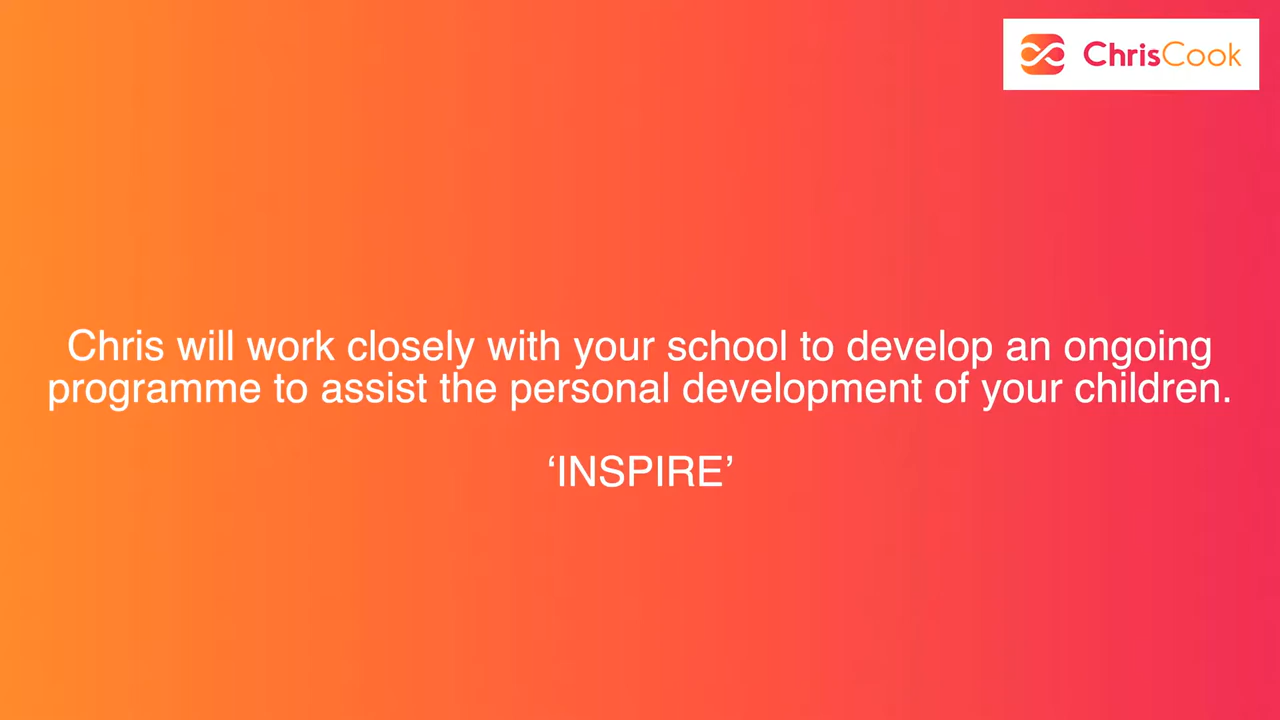 ChrisCook
Chris will work closely with your school to develop an ongoing
programme to assist the personal development of your children.
‘INSPIRE’